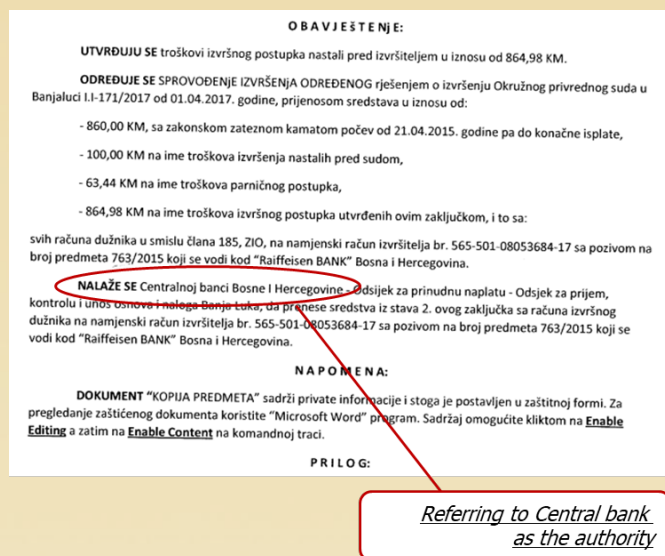 OBAVJEŠTENjE:
UTVRĐUJU SE troškovi izvršnog postupka nastali pred izvršiteljem u iznosu od 864,98 KM.
ODREĐUJE SE SPROVOĐENjE IZVRŠENjA ODREĐENOG rješenjem o izvršenju Okružnog privrednog suda u
Banjaluci I.I-171/2017 od 01.04.2017. godine, prijenosom sredstava u iznosu od:
- 860,00 KM, sa zakonskom zateznom kamatom počev od 21.04.2015. godine pa do konačne isplate,
- 100,00 KM na ime troškova izvršenja nastalih pred sudom,
- 63,44 KM na ime troškova parničnog postupka,
- 864,98 KM na ime troškova izvršnog postupka utvrđenih ovim zaključkom, i to sa:
svih računa dužnika u smislu člana 185, ZIO, na namjenski račun izvršitelja br. 565-501-08053684-17 sa pozivom na
broj predmeta 763/2015 koji se vodi kod "Raiffeisen BANK" Bosna i Hercegovina.
NALAŽE SE Centralnoj banci Bosne I Hercegovine - Odsijek za prinudnu naplatu - Odsjek za prijem,
kontrolu i unos osnova i naloga Banja Luka, da prenese sredstva iz stava 2. ovog zaključka sa računa izvršnog
dužnika na namjenski račun izvršitelja br. 565-501-08053684-17 sa pozivom na broj predmeta 763/2015 koji se
vodi kod "Raiffeisen BANK" Bosna i Hercegovina.
NAPOMENA:
DOKUMENT "KOPIJA PREDMETA" sadrži private informacije i stoga je postavljen u zaštitnoj formi. Za
pregledanje zaštićenog dokumenta koristite "Microsoft Word" program. Sadržaj omogućite kliktom na Enable
Editing a zatim na Enable Content na komandnoj traci.
PRILOG:
Referring to Central bank
as the authority